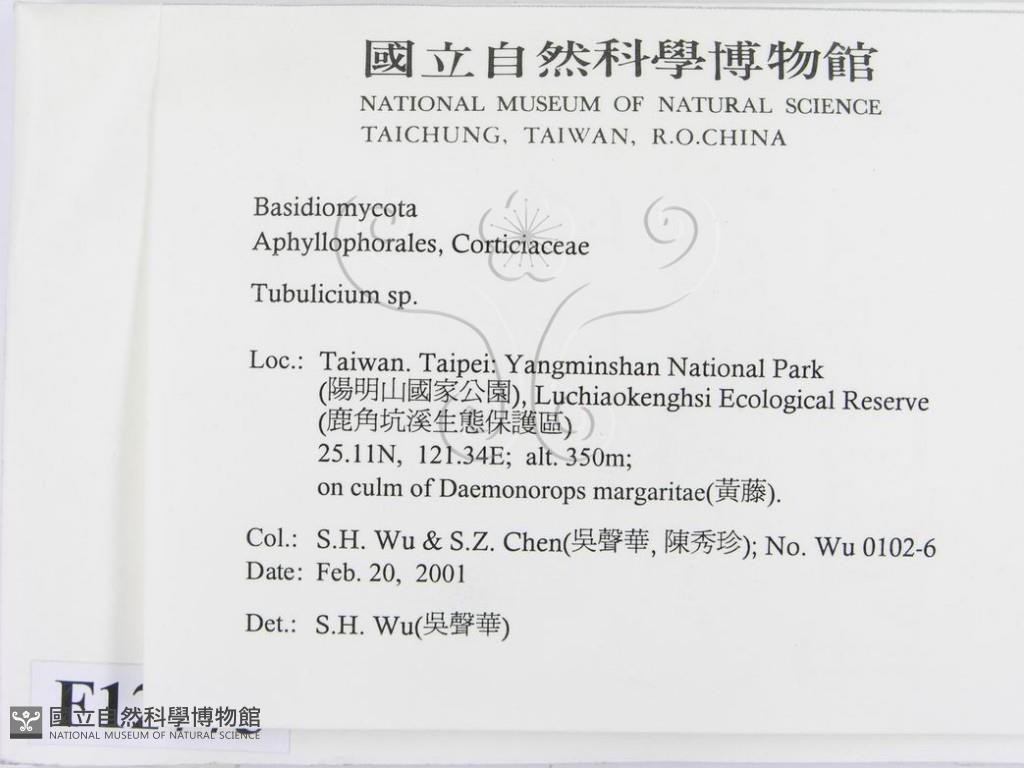 國立自然科學博物館
NATIONAL MUSEUM OF NATURAL SCIENCE
TAICHUNG, TAIWAN, R.O.CHINA
Basidiomycota
Aphyllophorales, Corticiaceae
Tubulicium sp.
Loc.: Taiwan. Taipei: Yangminshan National Park
(陽明山國家公園), Luchiaokenghsi Ecological Reserve
(鹿角坑溪生態保護區)
25.11N, 121.34E; alt. 350m;
on culm of Daemonorops margaritae(黃藤).
Col.: S.H. Wu & S.Z. Chen(吳聲華, 陳秀珍); No. Wu 0102-6
Date: Feb. 20, 2001
Det.: S.H. Wu(吳聲華)
國立自然科學博物館
NATIONAL MUSEUM OF NATURAL SCIENCE